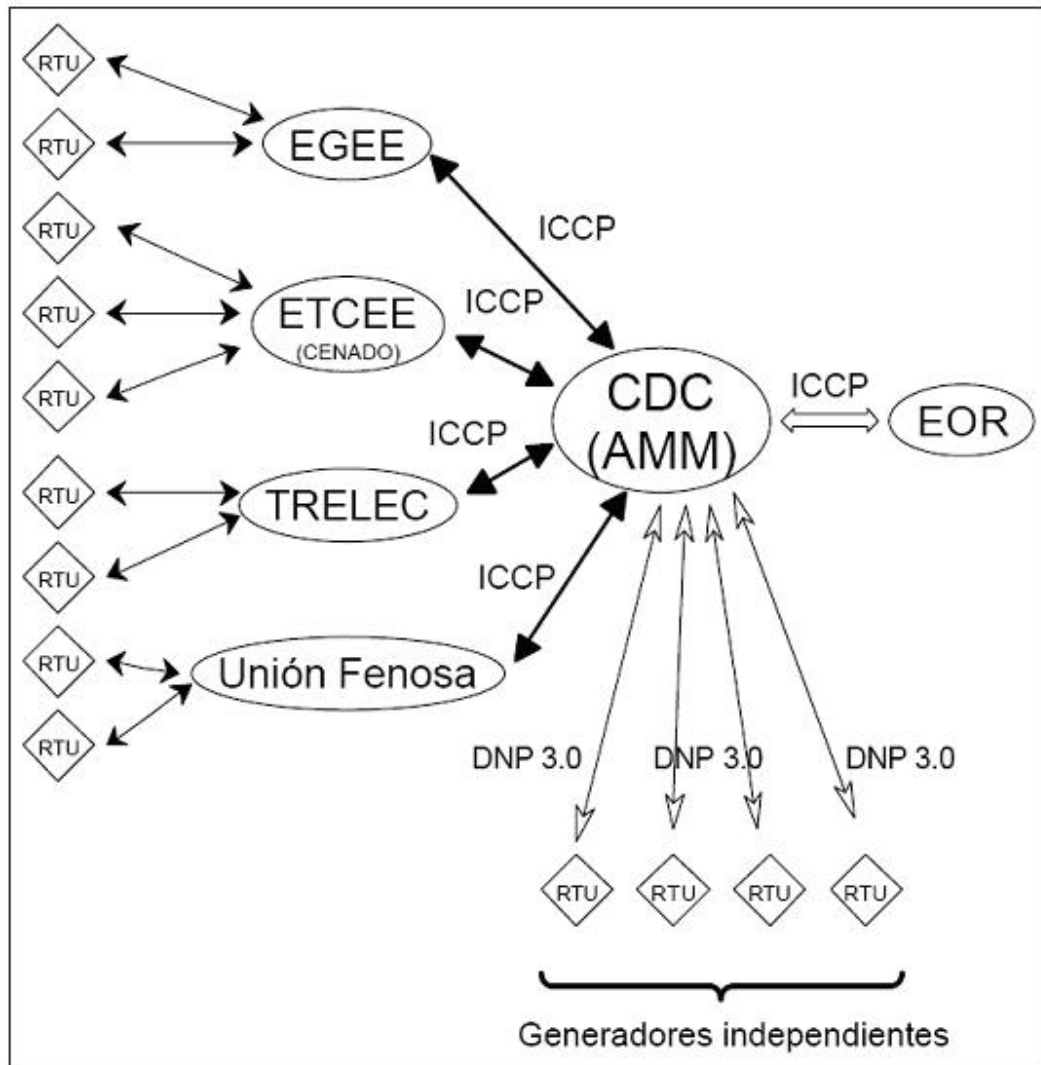 RTU
RTU
EGEE
ICCP
RTU
RTU
RTU
ETCEE
(CENADO)
ICCP
CDC
(AMM)
ICCP
EOR
ICCP
RTU
RTU
TRELEC
ICCP
RTU
RTU
Unión Fenosa
DNP 3.0
DNP 3.0
DNP 3.0
RTU
RTU
RTU
RTU
Generadores independientes